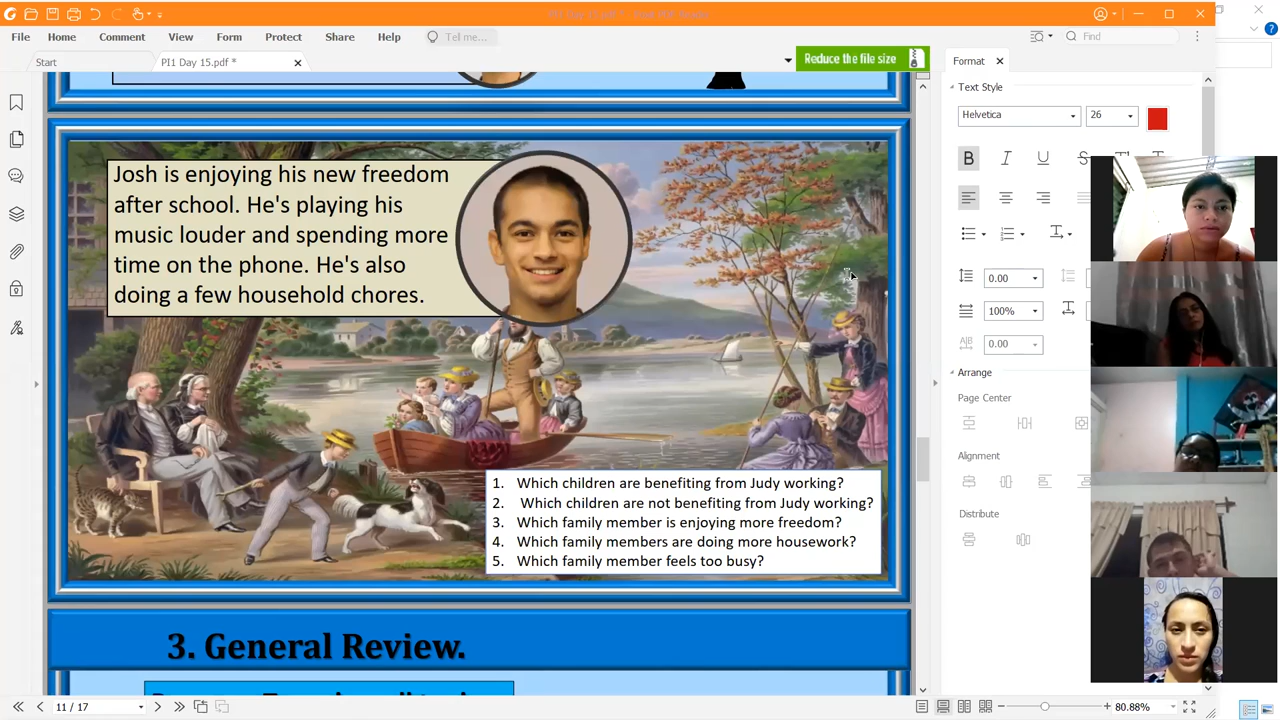 File
Home
Comment
View
Form
Protect
Share
Help
Tell me...
Find
Start
PI1 Day 15.pdf *
Reduce the file size
Format
Text Style
Helvetica
26
B
I
U
0.00
100%
0.00
Arrange
Page Center
Alignment
Distribute
Josh is enjoying his new freedom
after school. He's playing his
music louder and spending more
time on the phone. He's also
doing a few household chores.
1. Which children are benefiting from Judy working?
2. Which children are not benefiting from Judy working?
3. Which family member is enjoying more freedom?
4. Which family members are doing more housework?
5. Which family member feels too busy?
3. General Review.
11 / 17
80.88%